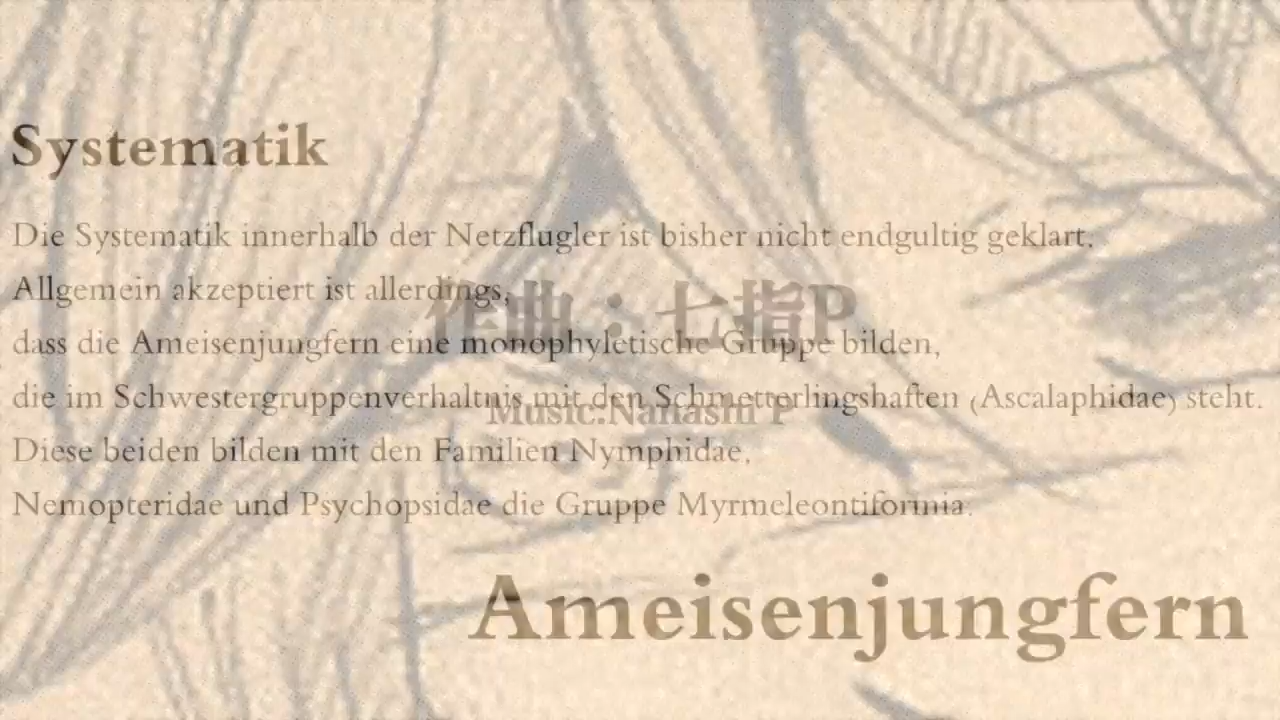 Systematik
Die Systematik innerhalb der Netzflugler ist bisher nicht endgultig geklart.
Allgemein akzeptiert ist allerdings,
作曲：七指P
dass die Ameisenjungfern eine monophyletische Gruppe bilden,
die im Schwestergruppenverhaltnis mit den Schmetterlingshaften (Ascalaphidae) steht.
Music:Nanashi P
Diese beiden bilden mit den Familien Nymphidae,
Nemopteridae und Psychopsidae die Gruppe Myrmeleontiformia.
Ameisenjungfern